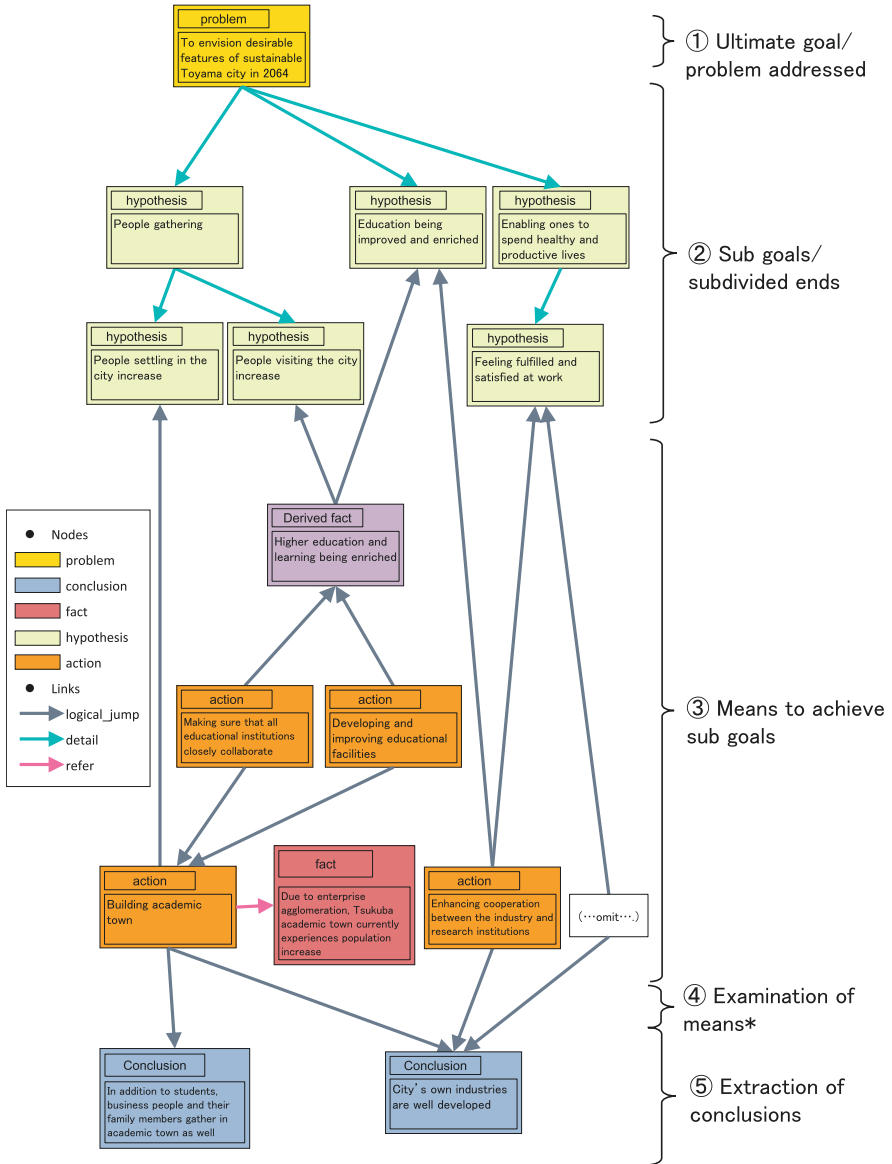 problem
To envision desirable
features of sustainable
Toyama city in 2064
① Ultimate goal/
problem addressed
hypothesis
People gathering
hypothesis
Education being
improved and enriched
hypothesis
Enabling ones to
spend healthy and
productive lives
② Sub goals/
subdivided ends
hypothesis
People settling in the
city increase
hypothesis
People visiting the city
increase
hypothesis
Feeling fulfilled and
satisfied at work
Derived fact
Higher education and
learning being enriched
● Nodes
problem
conclusion
fact
hypothesis
action
● Links
logical_jump
detail
refer
action
Making sure that all
educational institutions
closely collaborate
action
Developing and
improving educational
facilities
③ Means to achieve
sub goals
action
Building academic
town
fact
Due to enterprise
agglomeration, Tsukuba
academic town currently
experiences population
increase
action
Enhancing cooperation
between the industry and
research institutions
(…omit….)
④ Examination of
means*
Conclusion
In addition to students,
business people and their
family members gather in
academic town as well
Conclusion
City's own industries
are well developed
⑤ Extraction of
conclusions